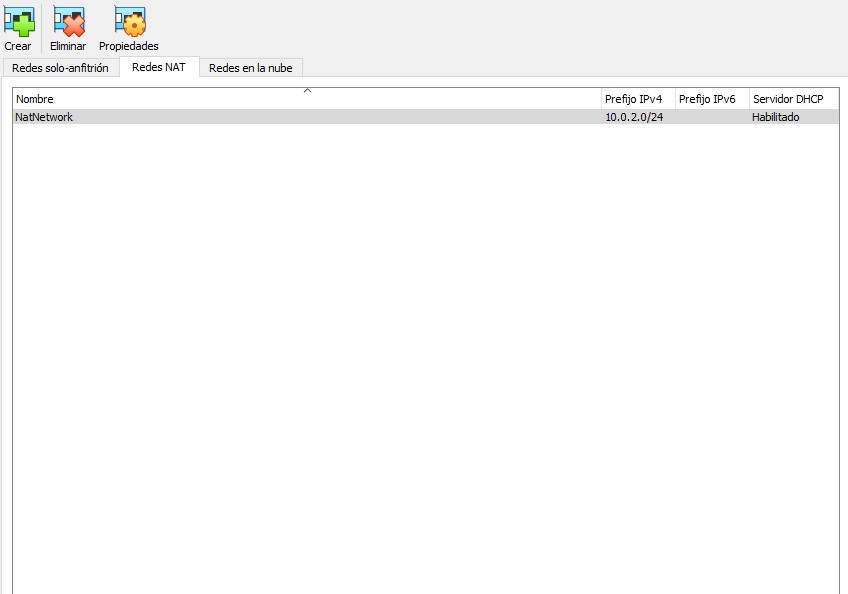 Crear Eliminar Propiedades
Redes solo-anfitrión Redes NAT Redes en la nube
Nombre Prefijo IPv4 Prefijo IPv6 Servidor DHCP
NatNetwork 10.0.2.0/24 Habilitado